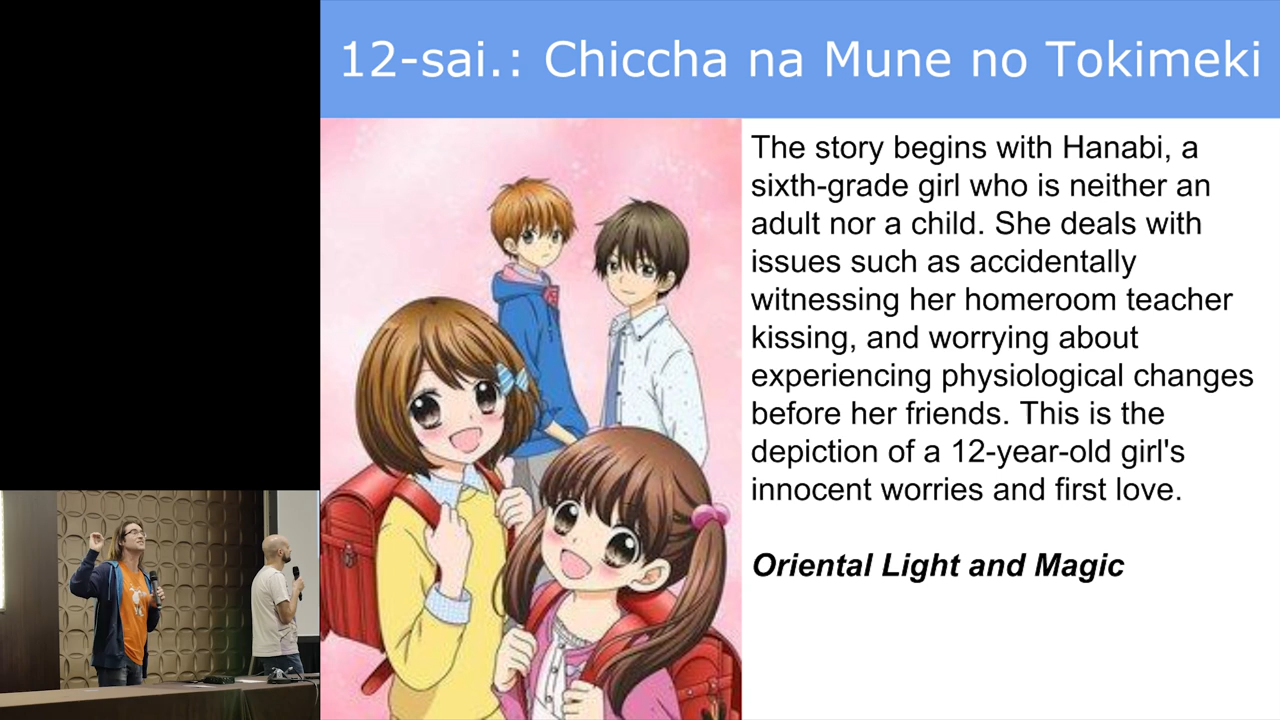 12-sai.: Chiccha na Mune no Tokimeki
The story begins with Hanabi, a
sixth-grade girl who is neither an
adult nor a child. She deals with
issues such as accidentally
witnessing her homeroom teacher
kissing, and worrying about
experiencing physiological changes
before her friends. This is the
depiction of a 12-year-old girl's
innocent worries and first love.
Oriental Light and Magic